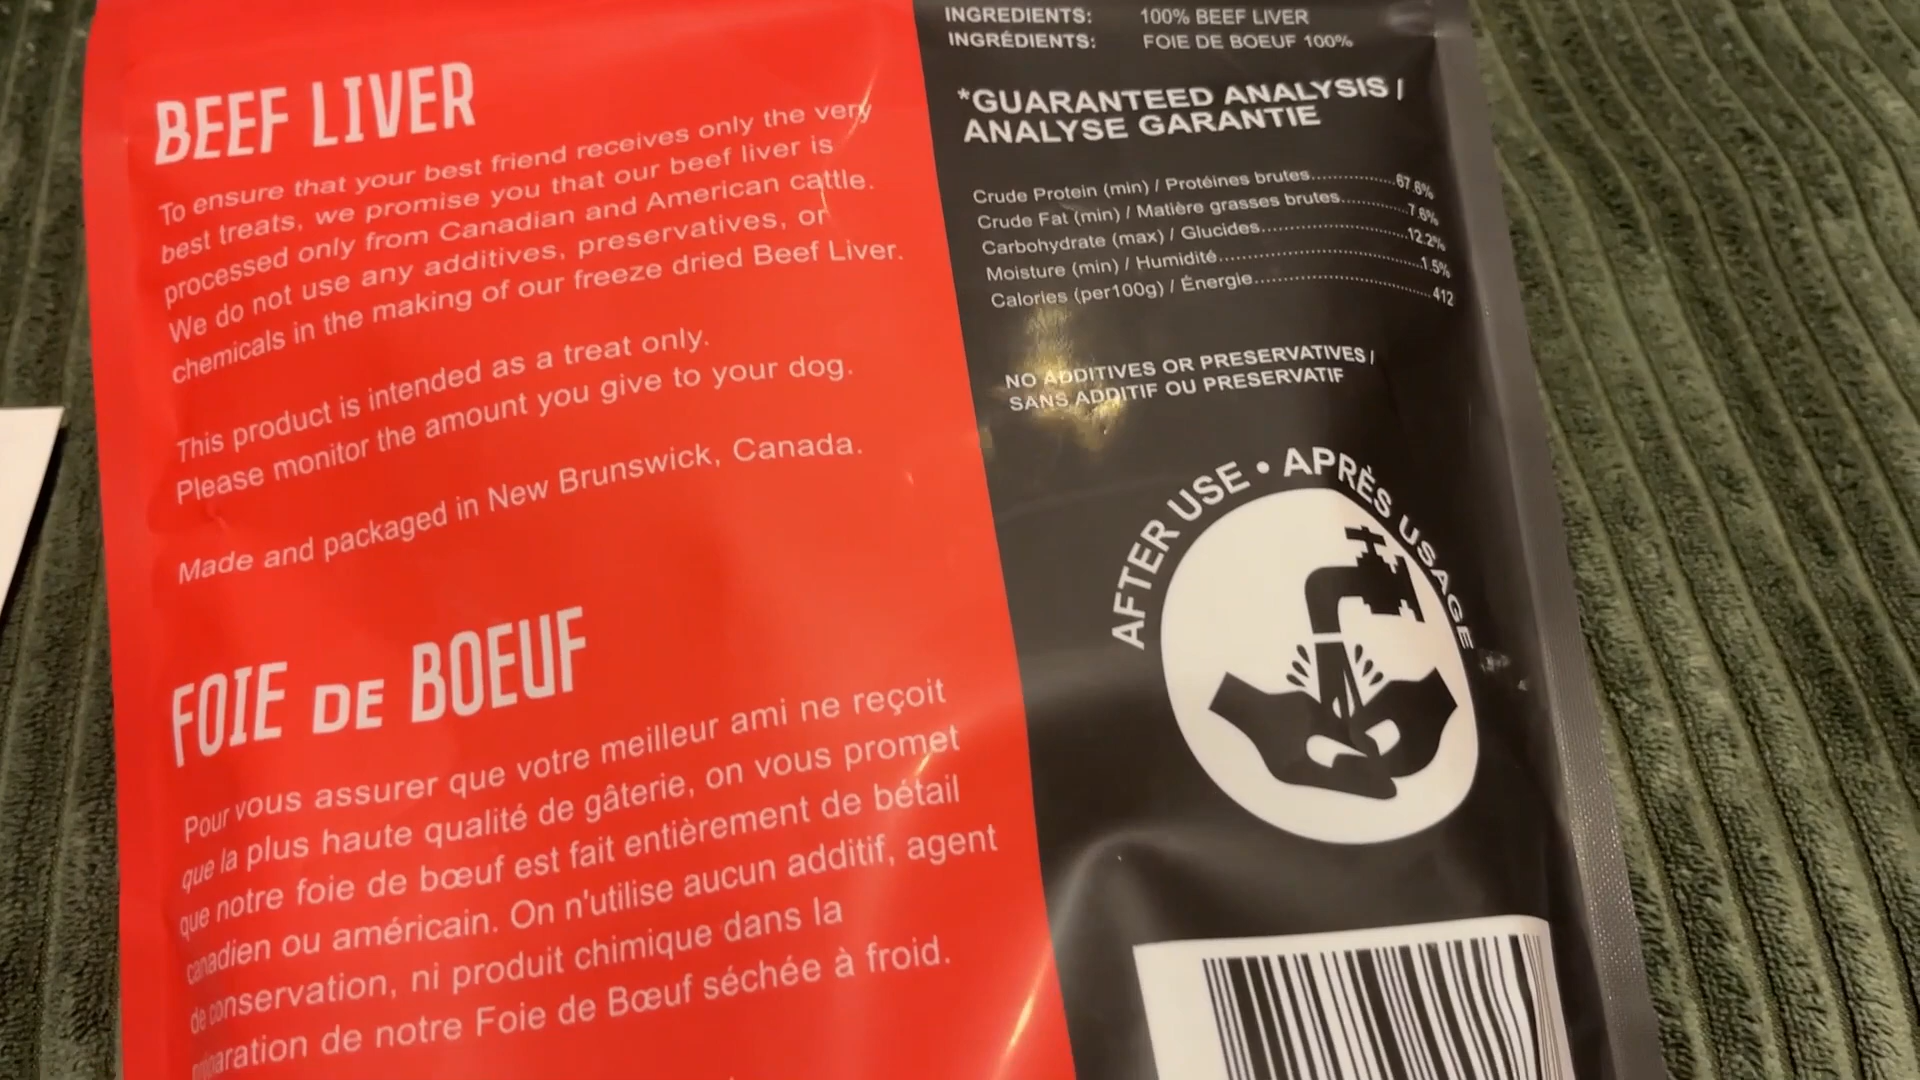 BEEF LIVER
To ensure that your best friend receives only the very
best treats, we promise you that our beef liver is
processed only from Canadian and American cattle.
We do not use any additives, preservatives, or
chemicals in the making of our freeze dried Beef Liver.
This product is intended as a treat only.
Please monitor the amount you give to your dog.
Made and packaged in New Brunswick, Canada.
FOIE DE BOEUF
Pour vous assurer que votre meilleur ami ne reçoit
que la plus haute qualité de gâterie, on vous promet
que notre foie de bœuf est fait entièrement de bétail
canadien ou américain. On n'utilise aucun additif, agent
de conservation, ni produit chimique dans la
de notre Foie de Bœuf séchée à froid.
INGREDIENTS: 100% BEEF LIVER
INGRÉDIENTS: FOIE DE BOEUF 100%
*GUARANTEED ANALYSIS /
ANALYSE GARANTIE
Crude Protein (min) / Protéines brutes...............67.6%
Crude Fat (min) / Matière grasses brutes............7.6%
Carbohydrate (max) / Glucides.........................12.2%
Moisture (min) / Humidité..................................1.5%
Calories (per100g) / Énergie..............................412
NO ADDITIVES OR PRESERVATIVES /
SANS ADDITIF OU PRESERVATIF
AFTER USE • APRÈS USAGE